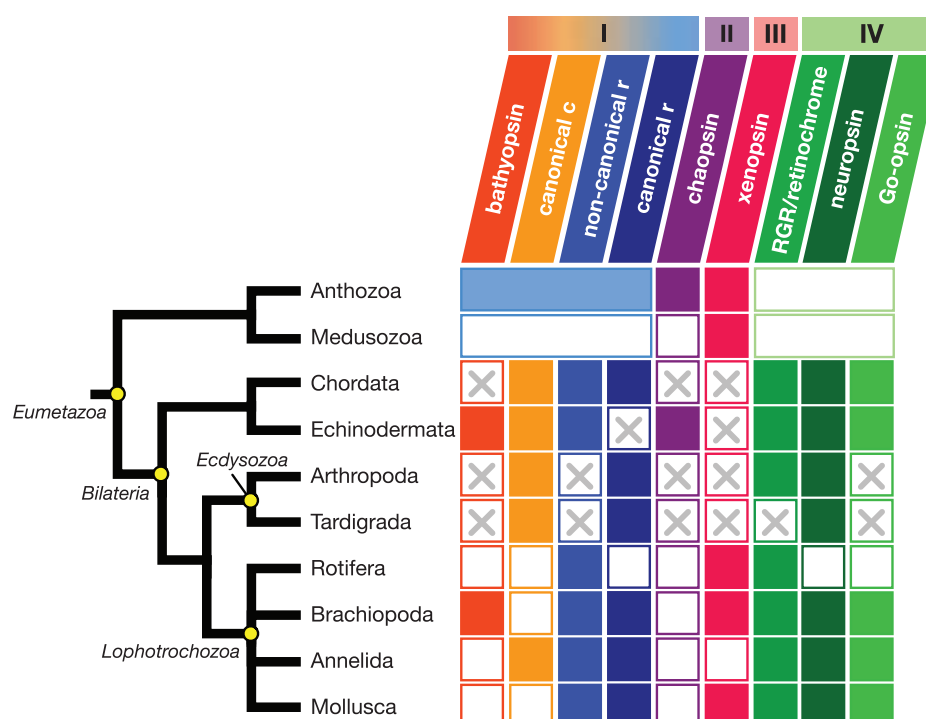 I II III IV
bathyopsin
canonical c
non-canonical r
canonical r
chaopsin
xenopsin
RGR/retinochrome
neuropsin
Go-opsin
Anthozoa
Medusozoa
Chordata
Eumetazoa
Echinodermata
Ecdysozoa
Arthropoda
Bilateria
Tardigrada
Rotifera
Brachiopoda
Lophotrochozoa
Annelida
Mollusca